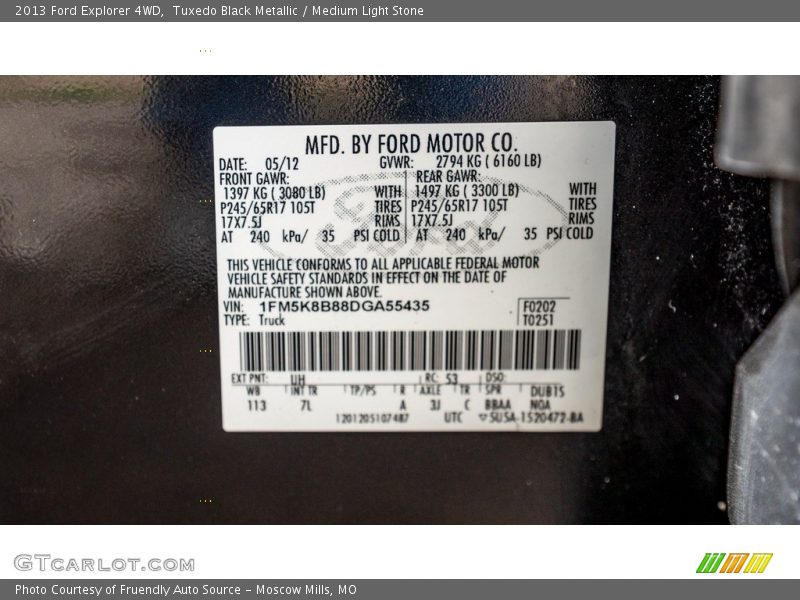 2013 Ford Explorer 4WD,  Tuxedo Black Metallic / Medium Light Stone
MFD. BY FORD MOTOR CO.
DATE: 05/12 GVWR: 2794 KG ( 6160 LB)
FRONT GAWR: REAR GAWR:
1397 KG ( 3080 LB) WITH 1497 KG ( 3300 LB) WITH
P245/65R17 105T TIRES P245/65R17 105T TIRES
17X7.5J RIMS 17X7.5J RIMS
AT 240 kPa/ 35 PSI COLD AT 240 kPa/ 35 PSI COLD
Ford
THIS VEHICLE CONFORMS TO ALL APPLICABLE FEDERAL MOTOR
VEHICLE SAFETY STANDARDS IN EFFECT ON THE DATE OF
MANUFACTURE SHOWN ABOVE.
VIN: 1FM5K8B88DGA55435 F0202
TYPE: Truck T0251
EXT PNT: UH RC: 53 DSO:
WB INT TR TP/PS R AXLE TR SPR DUB1S
113 7L A 3J C BBAA NOA
1201205107487 UTC SUSA-1520472-BA
GTCARLOT.COM
Photo Courtesy of Fruendly Auto Source - Moscow Mills, MO